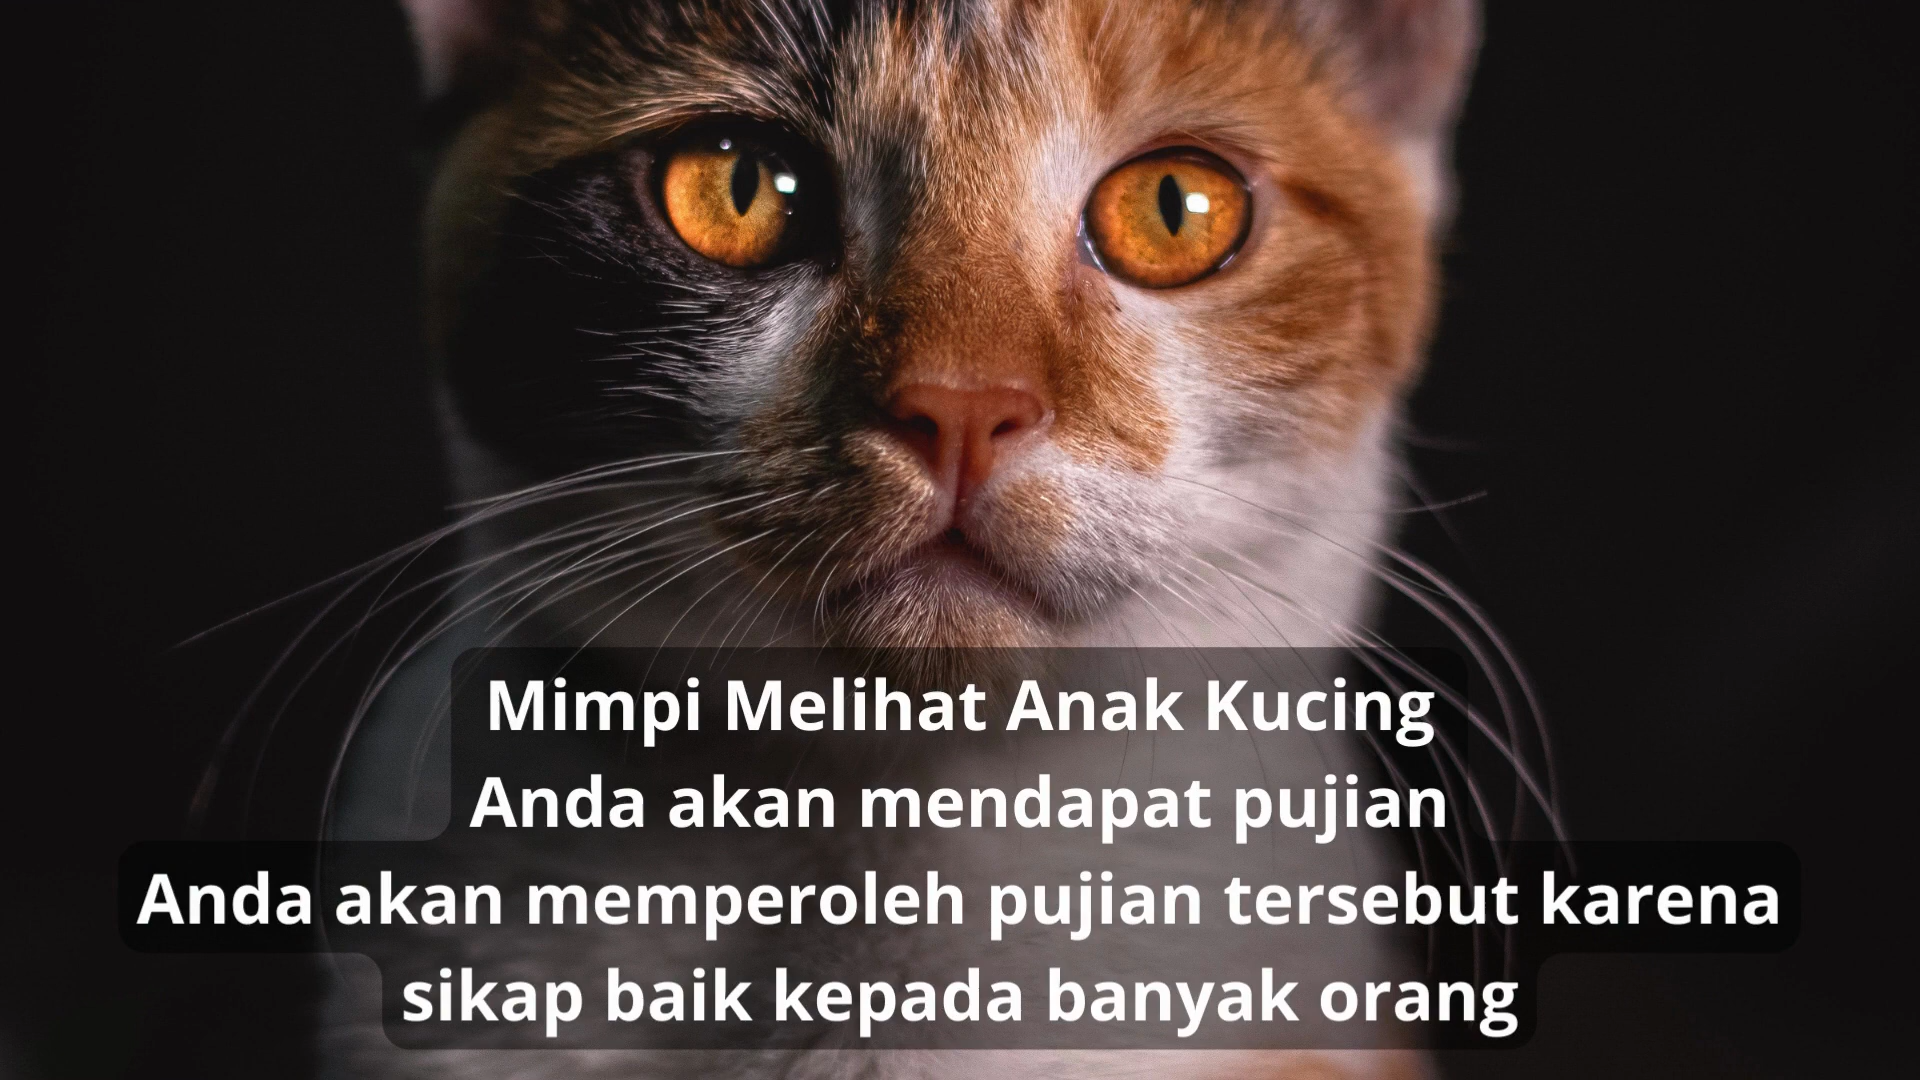 Mimpi Melihat Anak Kucing
Anda akan mendapat pujian
Anda akan memperoleh pujian tersebut karena
sikap baik kepada banyak orang